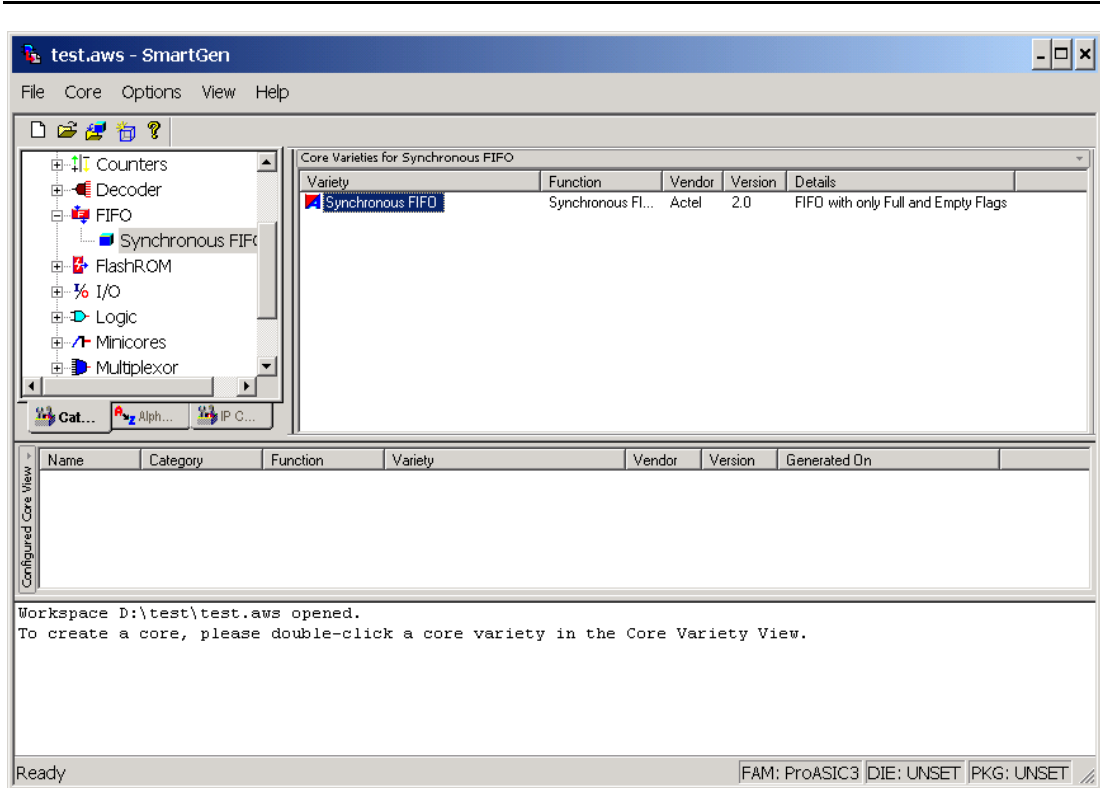 test.aws - SmartGen
File Core Options View Help
Counters
Decoder
FIFO
Synchronous FIF
FlashROM
I/O
Logic
Minicores
Multiplexor
Cat... Alph... IP C...
Core Varieties for Synchronous FIFO
Variety Function Vendor Version Details
Synchronous FIFO Synchronous FI... Actel 2.0 FIFO with only Full and Empty Flags
Configured Core View
Name Category Function Variety Vendor Version Generated On
Workspace D:\test\test.aws opened.
To create a core, please double-click a core variety in the Core Variety View.
Ready FAM: ProASIC3 DIE: UNSET PKG: UNSET